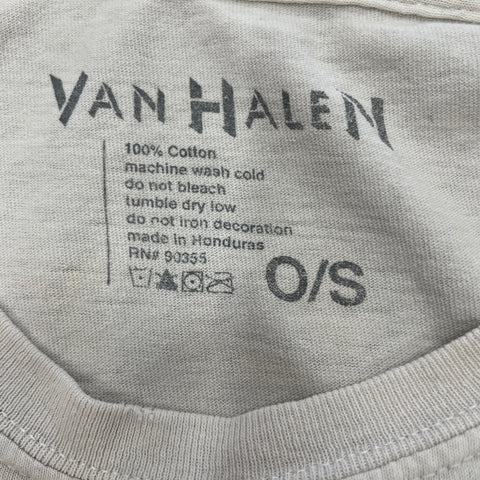 VAN HALEN
100% Cotton
machine wash cold
do not bleach
tumble dry low
do not iron decoration
made in Honduras
RN# 90355
O/S